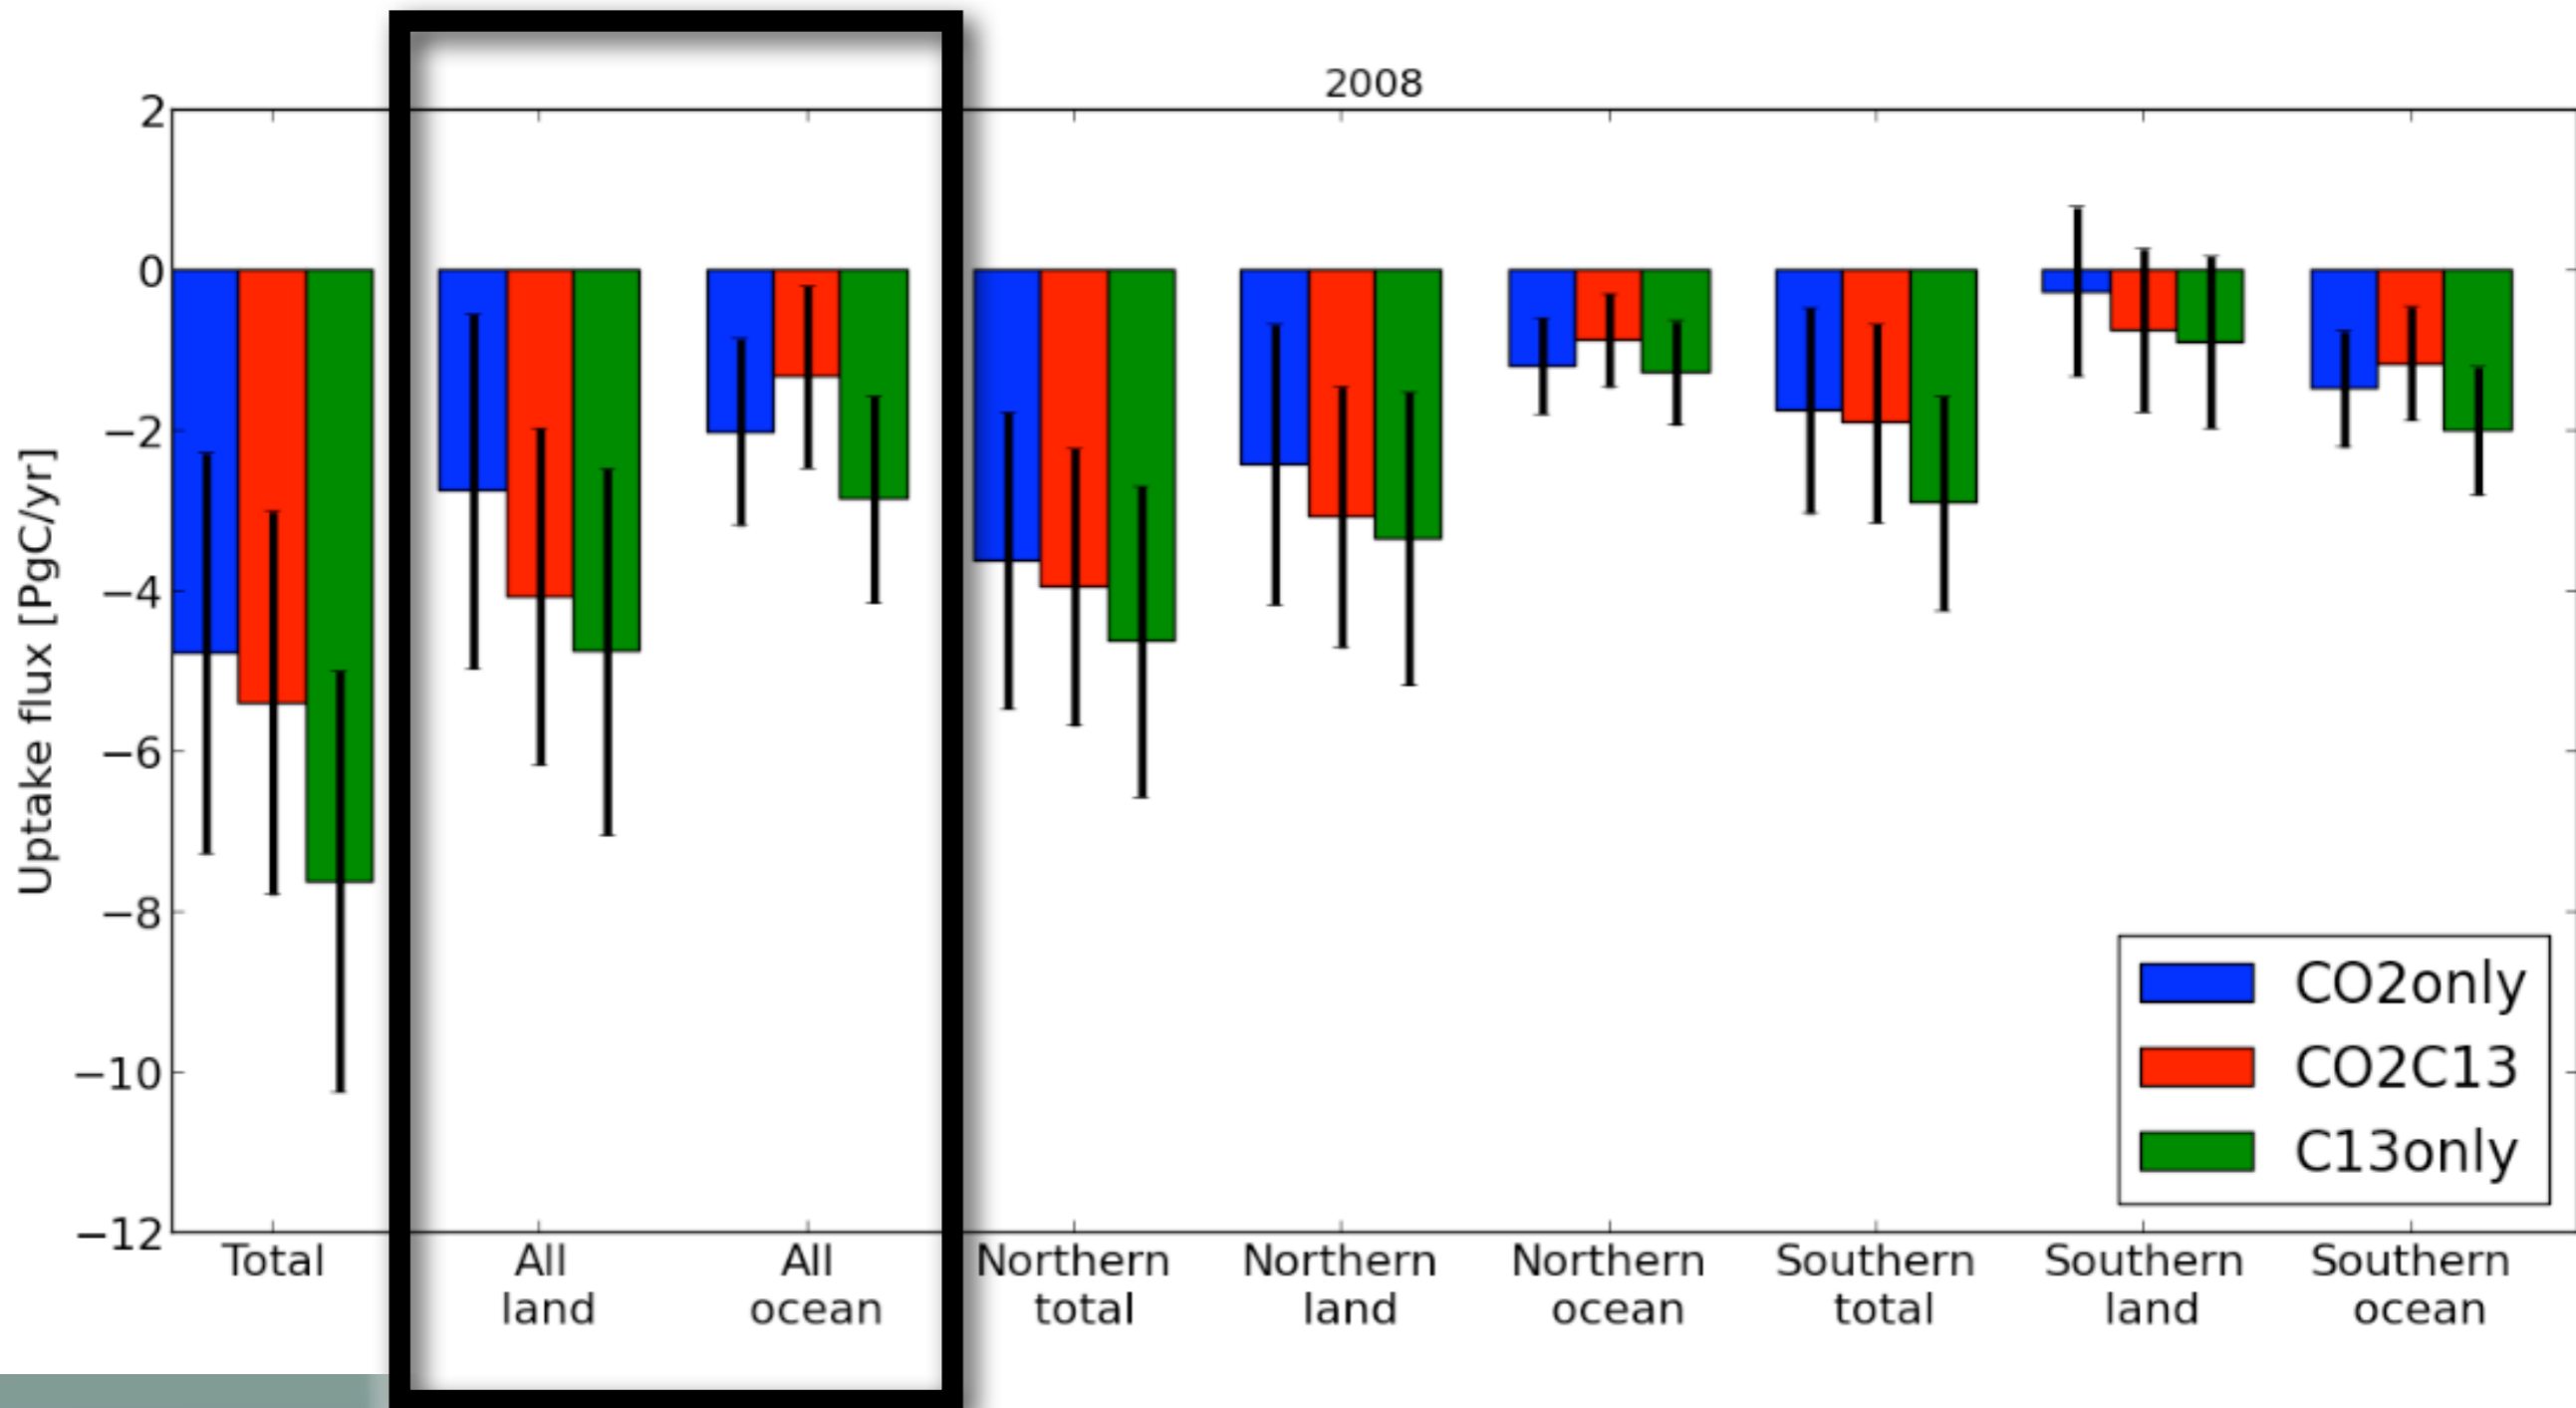 2008
2
0
−2
−4
−6
−8
−10
−12
Uptake flux [PgC/yr]
Total
All
land
All
ocean
Northern
total
Northern
land
Northern
ocean
Southern
total
Southern
land
Southern
ocean
CO2only
CO2C13
C13only